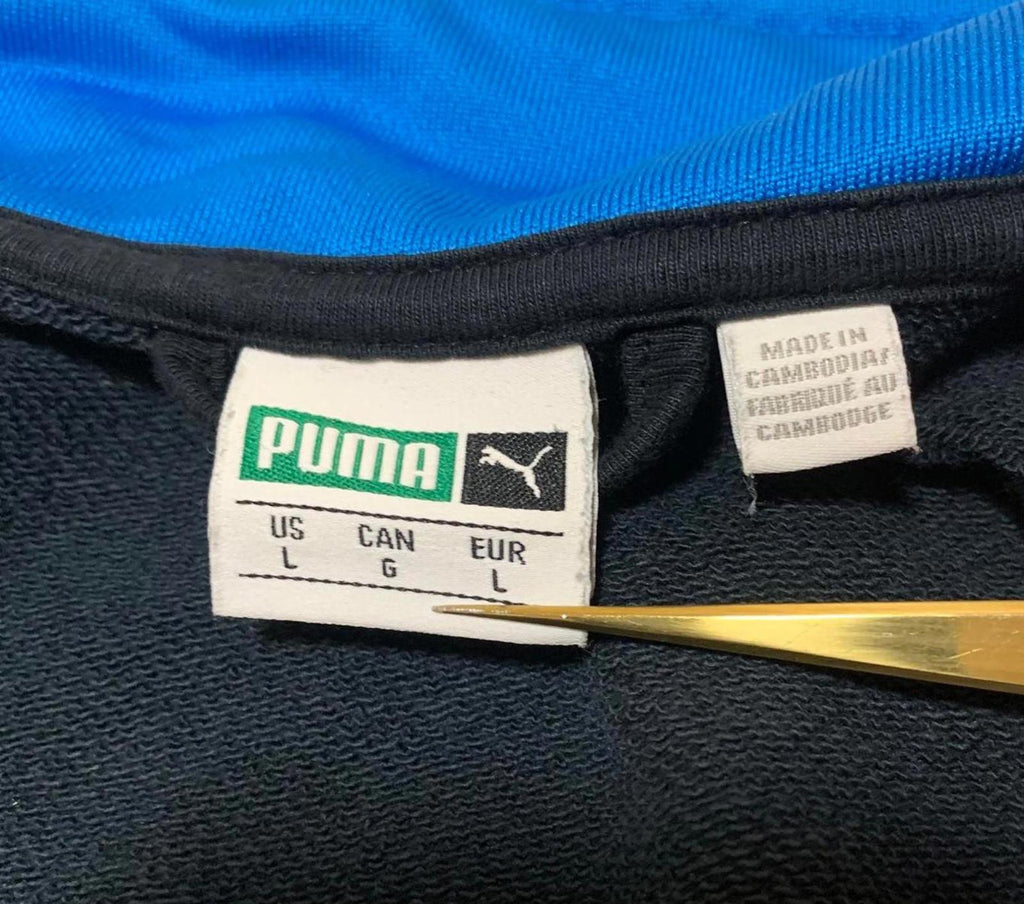 PUMA
US CAN EUR
L G L
MADE IN
CAMBODIA/
FABRIQUÉ AU
CAMBODGE